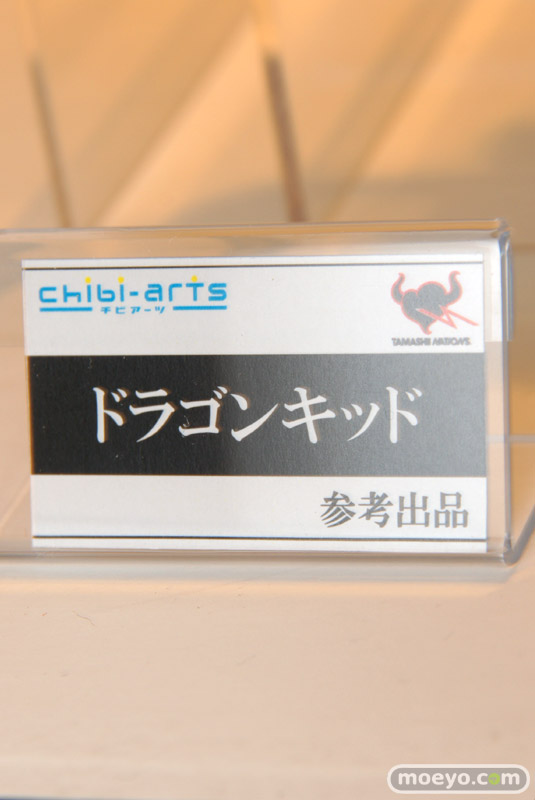 chibi-arts
チビアーツ
TAMASHII NATIONS
ドラゴンキッド
参考出品
moeyo.com